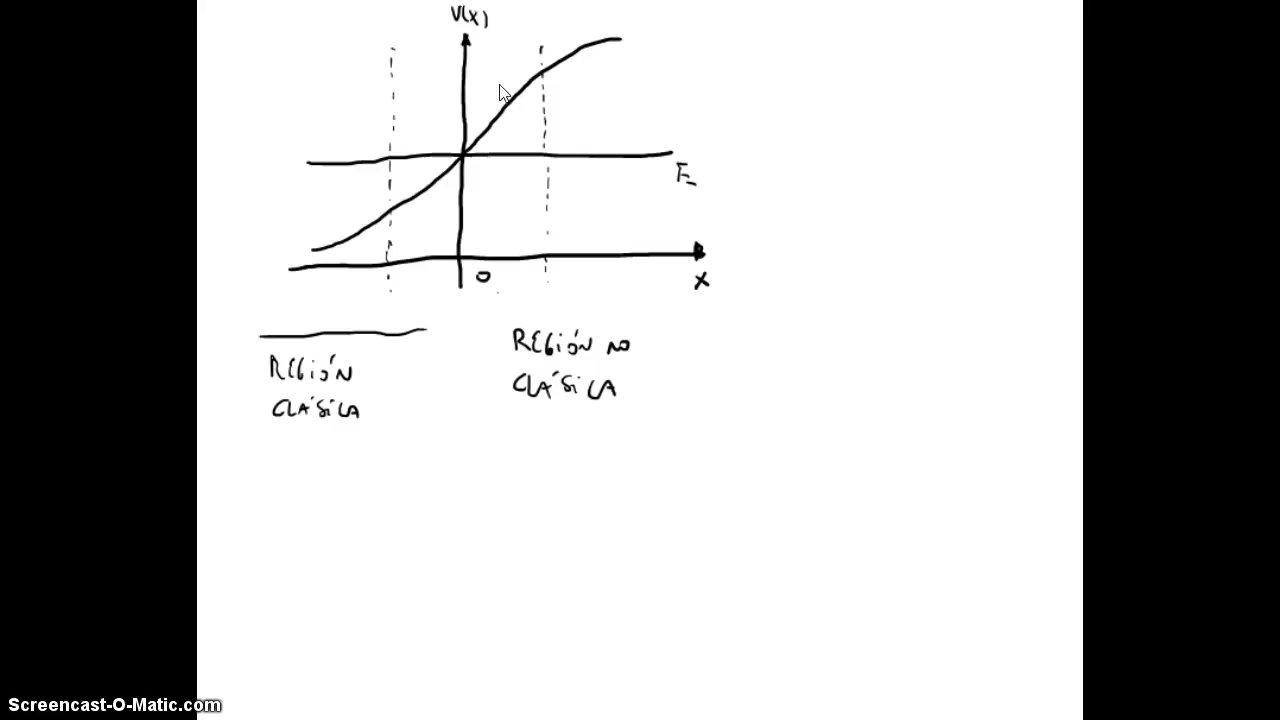 V(x)
E
0
x
REGIÓN
CLÁSICA
REGIÓN NO
CLÁSICA
Screencast-O-Matic.com